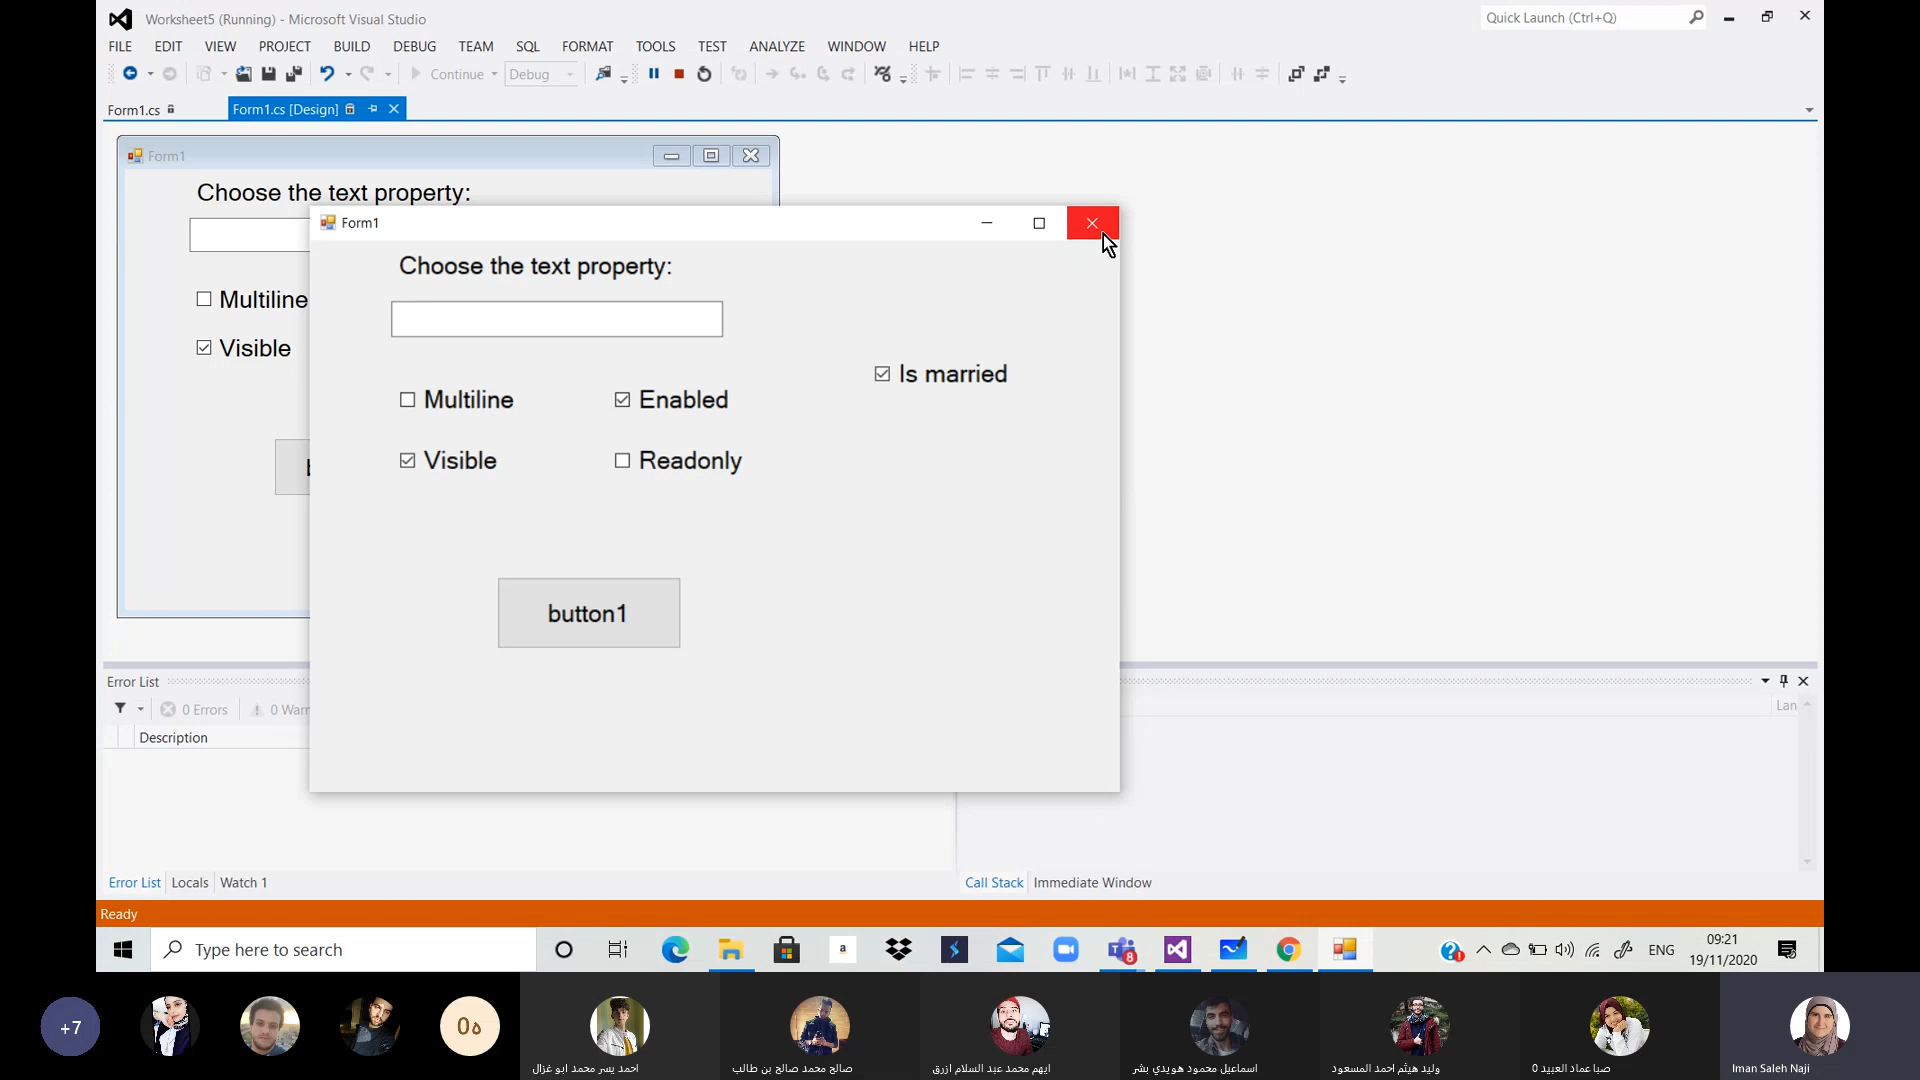 Worksheet5 (Running) - Microsoft Visual Studio
Quick Launch (Ctrl+Q)
FILE EDIT VIEW PROJECT BUILD DEBUG TEAM SQL FORMAT TOOLS TEST ANALYZE WINDOW HELP
Continue Debug
Form1.cs
Form1.cs [Design]
Form1
Choose the text property:
Multiline
Visible
Form1
Choose the text property:
Is married
Multiline
Enabled
Visible
Readonly
button1
Error List
0 Errors
Description
Error List Locals Watch 1
Call Stack Immediate Window
Ready
Type here to search
a
8
ENG
09:21
19/11/2020
+7
احمد يسر محمد ابو غزال
صالح محمد صالح بن طالب
ايهم محمد عبد السلام ازرق
اسماعيل محمود هويدي بشر
وليد هيثم احمد المسعود
صبا عماد العبيد 0
Iman Saleh Naji